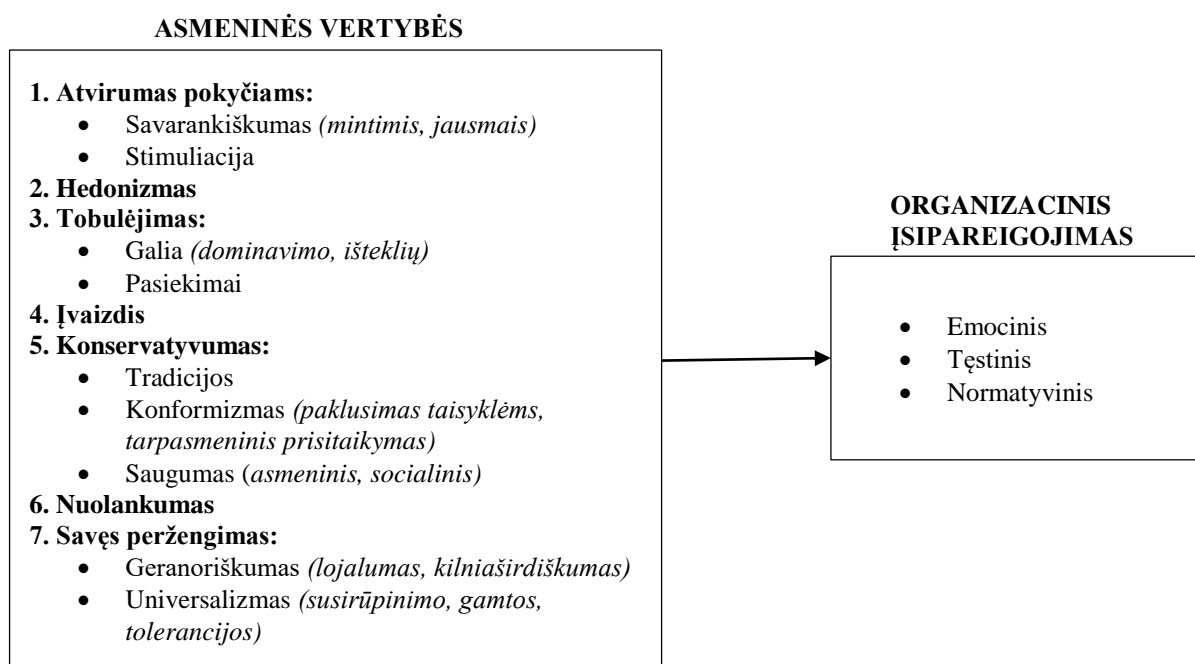 ASMENINĖS VERTYBĖS
1. Atvirumas pokyčiams:
• Savarankiškumas (mintimis, jausmais)
• Stimuliacija
2. Hedonizmas
3. Tobulėjimas:
• Galia (dominavimo, išteklių)
• Pasiekimai
4. Įvaizdis
5. Konservatyvumas:
• Tradicijos
• Konformizmas (paklusimas taisyklėms,
tarpasmeninis prisitaikymas)
• Saugumas (asmeninis, socialinis)
6. Nuolankumas
7. Savęs peržengimas:
• Geranoriškumas (lojalumas, kilniaširdiškumas)
• Universalizmas (susirūpinimo, gamtos,
tolerancijos)
ORGANIZACINIS
ĮSIPAREIGOJIMAS
• Emocinis
• Tęstinis
• Normatyvinis